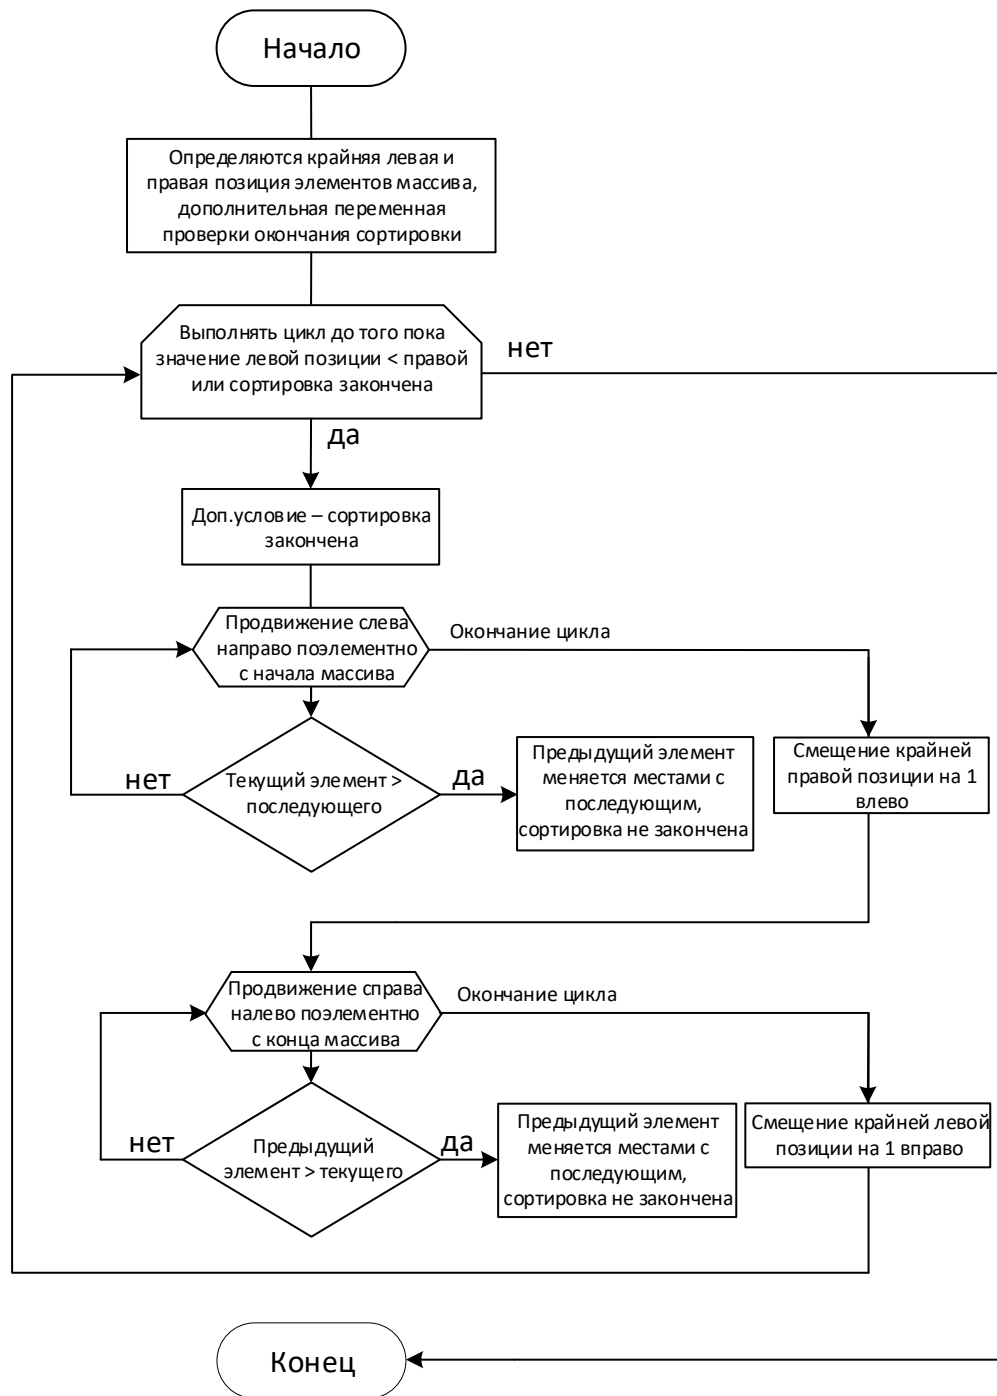 Начало
Определяются крайняя левая и
правая позиция элементов массива,
дополнительная переменная
проверки окончания сортировки
Выполнять цикл до того пока
значение левой позиции < правой
или сортировка закончена
нет
да
Доп.условие – сортировка
закончена
Продвижение слева
направо поэлементно
с начала массива
Окончание цикла
Текущий элемент >
последующего
нет
да
Предыдущий элемент
меняется местами с
последующим,
сортировка не закончена
Смещение крайней
правой позиции на 1
влево
Продвижение справа
налево поэлементно
с конца массива
Окончание цикла
Предыдущий
элемент > текущего
нет
да
Предыдущий элемент
меняется местами с
последующим,
сортировка не закончена
Смещение крайней левой
позиции на 1 вправо
Конец